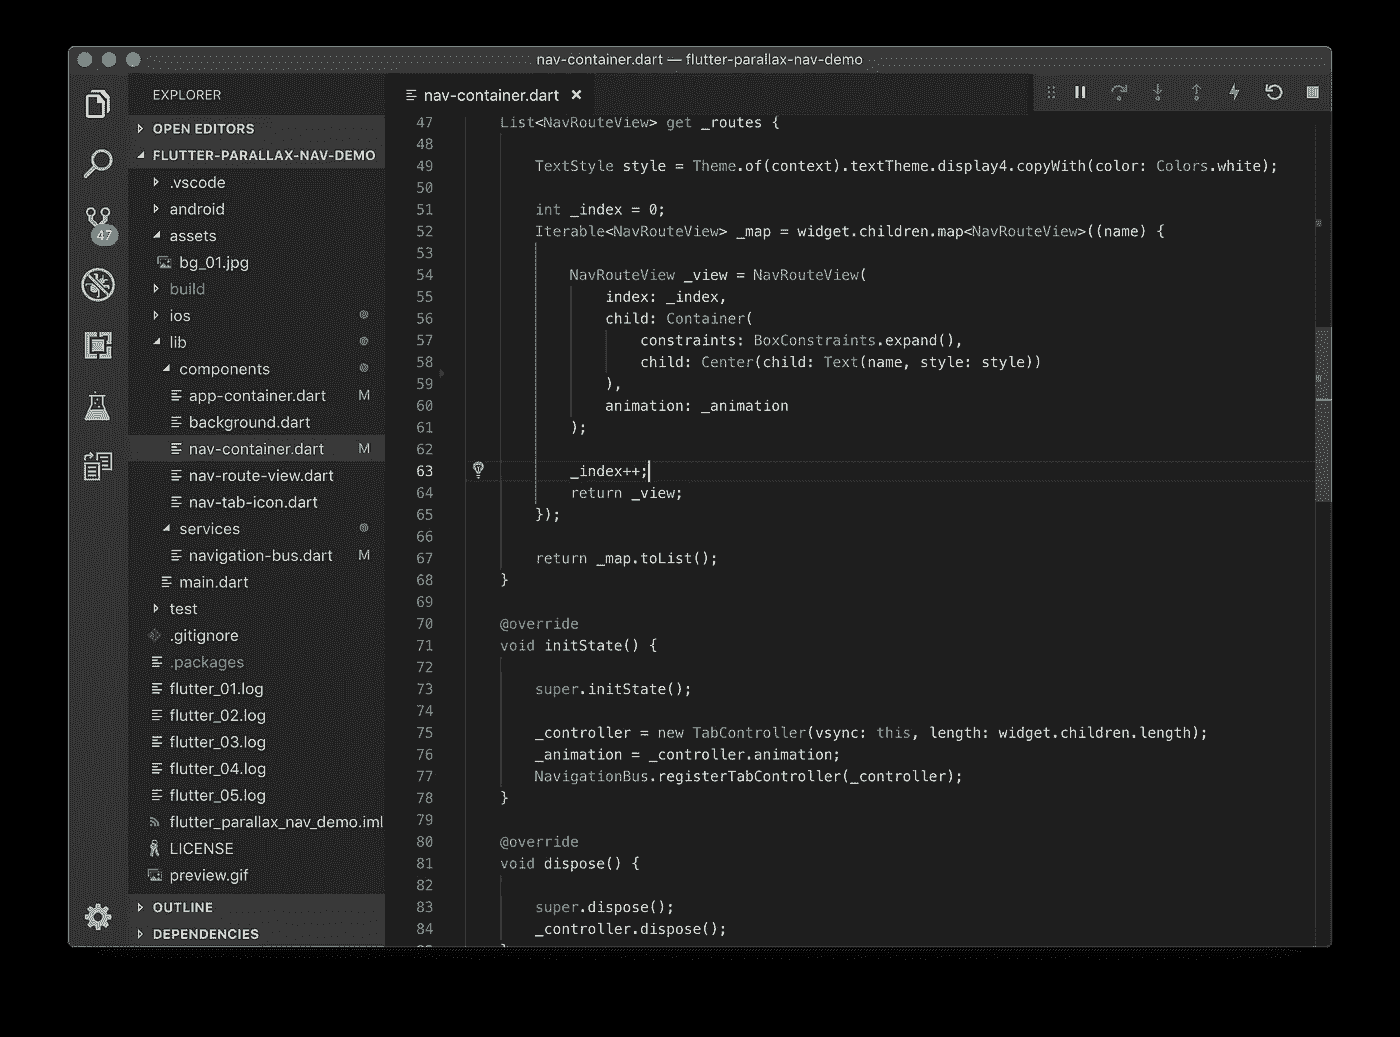 nav-container.dart — flutter-parallax-nav-demo
EXPLORER
OPEN EDITORS
FLUTTER-PARALLAX-NAV-DEMO
.vscode
android
assets
bg_01.jpg
build
ios
lib
components
app-container.dart M
background.dart
nav-container.dart M
nav-route-view.dart
nav-tab-icon.dart
services
navigation-bus.dart M
main.dart
test
.gitignore
.packages
flutter_01.log
flutter_02.log
flutter_03.log
flutter_04.log
flutter_05.log
flutter_parallax_nav_demo.iml
LICENSE
preview.gif
OUTLINE
DEPENDENCIES
47
nav-container.dart ×
47 List<NavRouteView> get _routes {
48
49 TextStyle style = Theme.of(context).textTheme.display4.copyWith(color: Colors.white);
50
51 int _index = 0;
52 Iterable<NavRouteView> _map = widget.children.map<NavRouteView>((name) {
53
54 NavRouteView _view = NavRouteView(
55 index: _index,
56 child: Container(
57 constraints: BoxConstraints.expand(),
58 child: Center(child: Text(name, style: style))
59 ),
60 animation: _animation
61 );
62
63 _index++;
64 return _view;
65 });
66
67 return _map.toList();
68 }
69
70 @override
71 void initState() {
72
73 super.initState();
74
75 _controller = new TabController(vsync: this, length: widget.children.length);
76 _animation = _controller.animation;
77 NavigationBus.registerTabController(_controller);
78 }
79
80 @override
81 void dispose() {
82
83 super.dispose();
84 _controller.dispose();